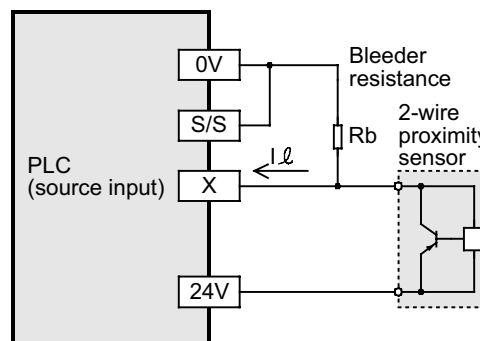 0V
Bleeder
resistance
S/S
Rb
2-wire
proximity
sensor
PLC
(source input)
X
Iℓ
24V